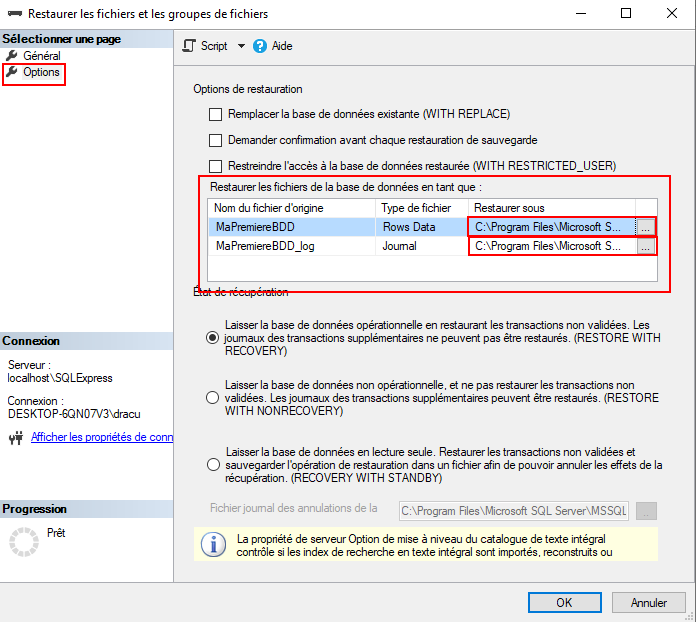 Restaurer les fichiers et les groupes de fichiers
Sélectionner une page
Général
Options
Script
Aide
Options de restauration
Remplacer la base de données existante (WITH REPLACE)
Demander confirmation avant chaque restauration de sauvegarde
Restreindre l'accès à la base de données restaurée (WITH RESTRICTED_USER)
Restaurer les fichiers de la base de données en tant que :
Nom du fichier d'origine Type de fichier Restaurer sous
MaPremiereBDD Rows Data C:\Program Files\Microsoft S... ...
MaPremiereBDD_log Journal C:\Program Files\Microsoft S... ...
État de récupération
Laisser la base de données opérationnelle en restaurant les transactions non validées. Les
journaux des transactions supplémentaires ne peuvent pas être restaurés. (RESTORE WITH
RECOVERY)
Laisser la base de données non opérationnelle, et ne pas restaurer les transactions non
validées. Les journaux des transactions supplémentaires peuvent être restaurés. (RESTORE
WITH NONRECOVERY)
Laisser la base de données en lecture seule. Restaurer les transactions non validées et
sauvegarder l'opération de restauration dans un fichier afin de pouvoir annuler les effets de la
récupération. (RECOVERY WITH STANDBY)
Fichier journal des annulations de la
C:\Program Files\Microsoft SQL Server\MSSQL
...
La propriété de serveur Option de mise à niveau du catalogue de texte intégral
contrôle si les index de recherche en texte intégral sont importés, reconstruits ou
Connexion
Serveur :
localhost\SQLExpress
Connexion :
DESKTOP-6QN07V3\dracu
Afficher les propriétés de conn
Progression
Prêt
OK
Annuler